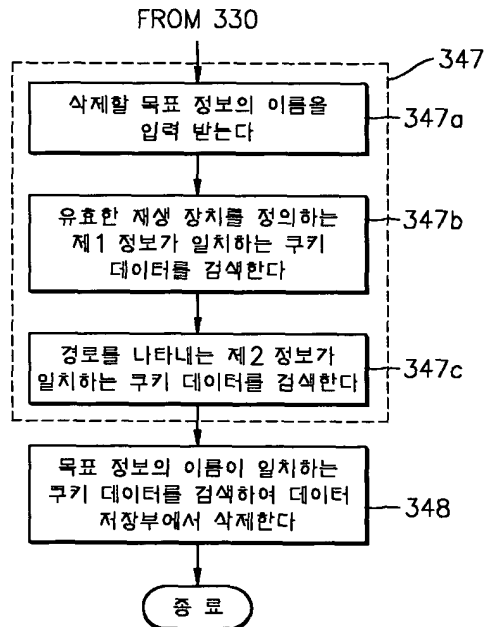 FROM 330
347
삭제할 목표 정보의 이름을
입력 받는다
347a
유효한 재생 장치를 정의하는
제1 정보가 일치하는 쿠키
데이터를 검색한다
347b
경로를 나타내는 제2 정보가
일치하는 쿠키 데이터를 검색한다
347c
목표 정보의 이름이 일치하는
쿠키 데이터를 검색하여 데이터
저장부에서 삭제한다
348
종 료